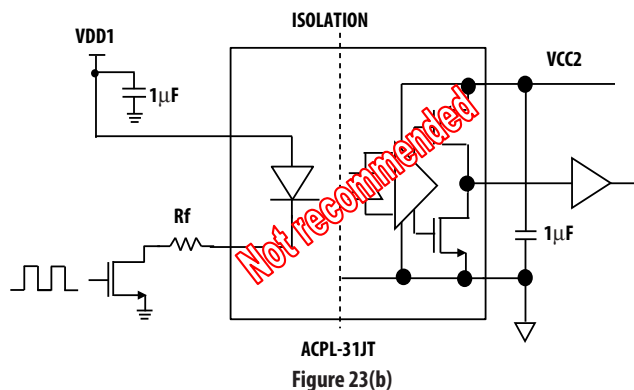 ISOLATION
VDD1
1µF
VCC2
Not recommended
Rf
1µF
ACPL-31JT
Figure 23(b)